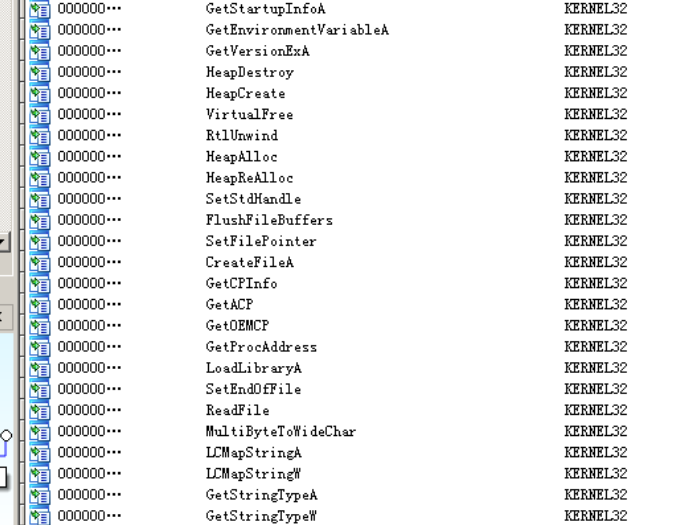 000000… GetStartupInfoA KERNEL32
000000… GetEnvironmentVariableA KERNEL32
000000… GetVersionExA KERNEL32
000000… HeapDestroy KERNEL32
000000… HeapCreate KERNEL32
000000… VirtualFree KERNEL32
000000… RtlUnwind KERNEL32
000000… HeapAlloc KERNEL32
000000… HeapReAlloc KERNEL32
000000… SetStdHandle KERNEL32
000000… FlushFileBuffers KERNEL32
000000… SetFilePointer KERNEL32
000000… CreateFileA KERNEL32
000000… GetCPInfo KERNEL32
000000… GetACP KERNEL32
000000… GetOEMCP KERNEL32
000000… GetProcAddress KERNEL32
000000… LoadLibraryA KERNEL32
000000… SetEndOfFile KERNEL32
000000… ReadFile KERNEL32
000000… MultiByteToWideChar KERNEL32
000000… LCMapStringA KERNEL32
000000… LCMapStringW KERNEL32
000000… GetStringTypeA KERNEL32
000000… GetStringTypeW KERNEL32